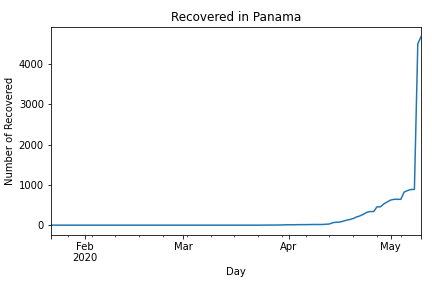 Recovered in Panama
Number of Recovered
4000
3000
2000
1000
0
Feb
2020
Mar
Apr
May
Day